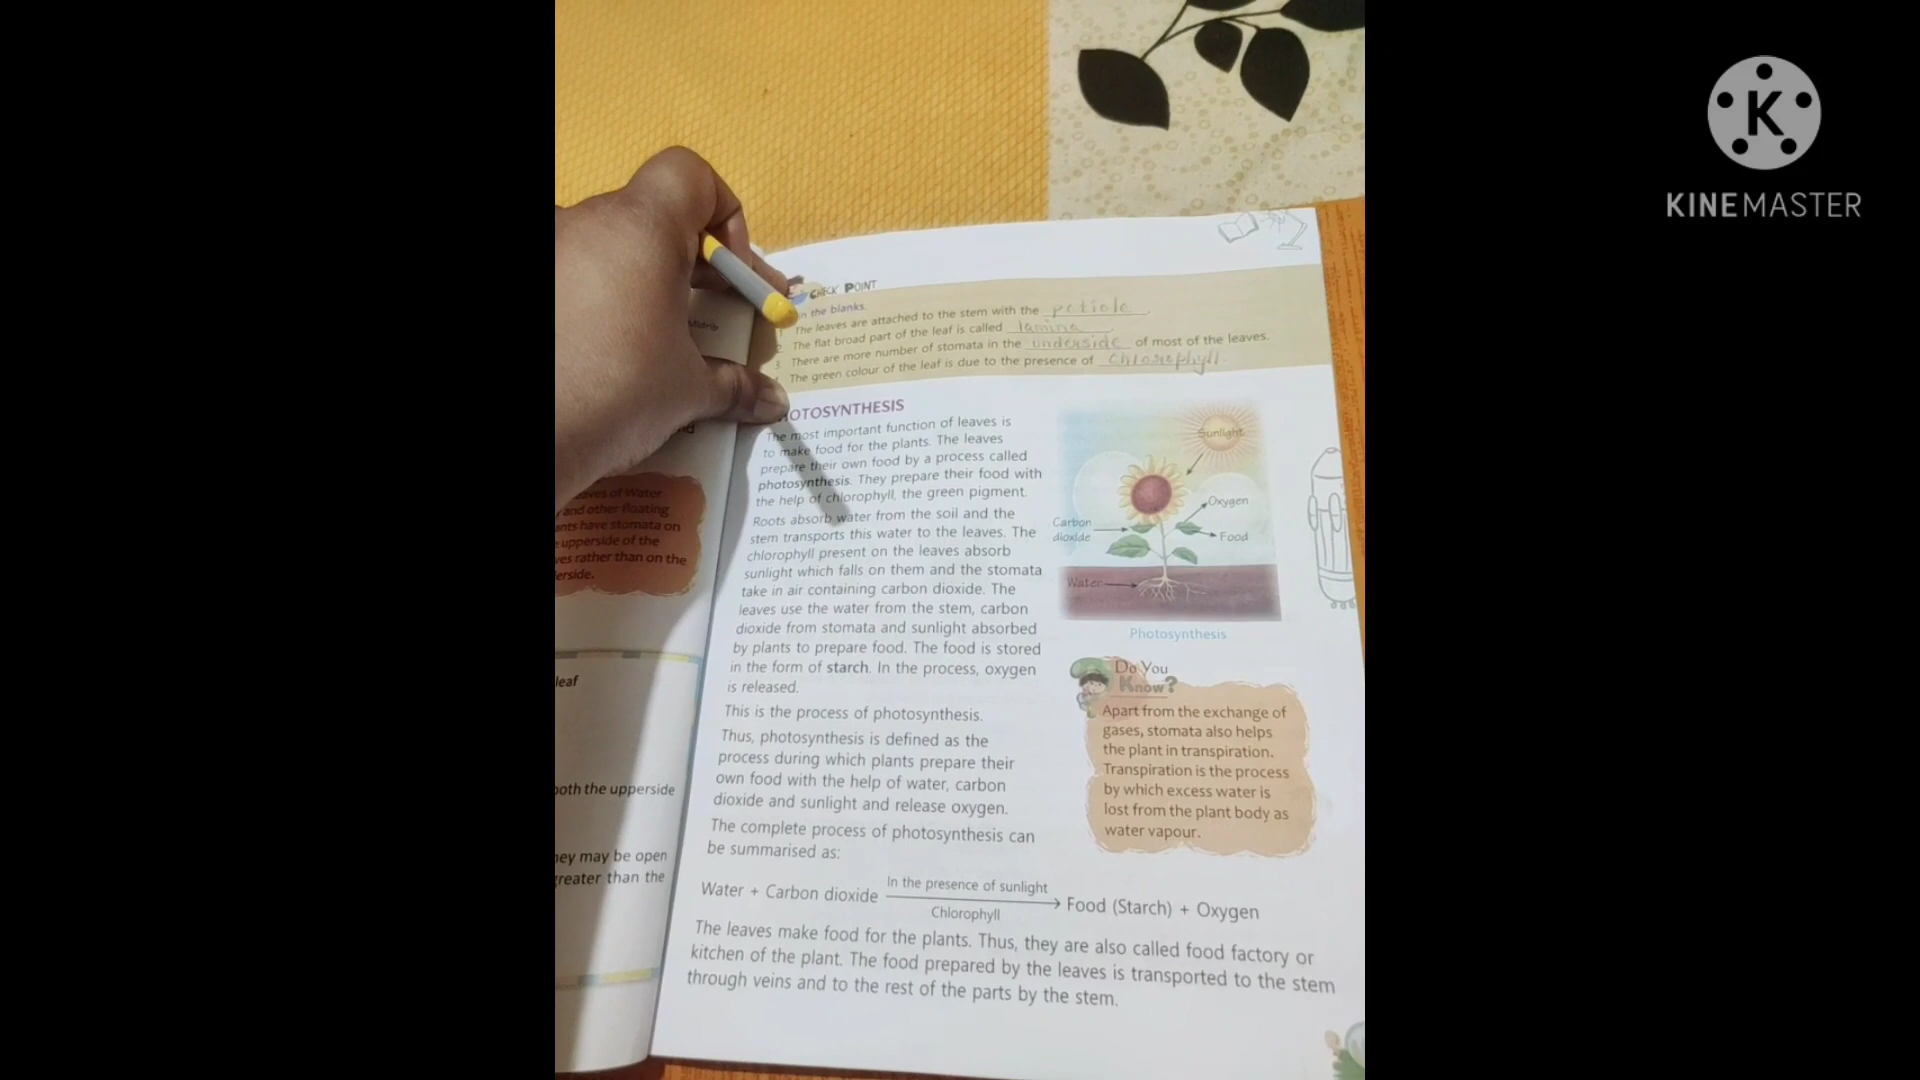 KINEMASTER
CHECK POINT
in the blanks.
The leaves are attached to the stem with the petiole.
2. The flat broad part of the leaf is called lamina.
3. There are more number of stomata in the underside of most of the leaves.
The green colour of the leaf is due to the presence of chlorophyll.
Midrib
OTOSYNTHESIS
The most important function of leaves is
to make food for the plants. The leaves
prepare their own food by a process called
photosynthesis. They prepare their food with
the help of chlorophyll, the green pigment.
Roots absorb water from the soil and the
stem transports this water to the leaves. The
chlorophyll present on the leaves absorb
sunlight which falls on them and the stomata
take in air containing carbon dioxide. The
leaves use the water from the stem, carbon
dioxide from stomata and sunlight absorbed
by plants to prepare food. The food is stored
in the form of starch. In the process, oxygen
is released.
This is the process of photosynthesis.
Thus, photosynthesis is defined as the
process during which plants prepare their
own food with the help of water, carbon
dioxide and sunlight and release oxygen.
The complete process of photosynthesis can
be summarised as:
Sunlight
Oxygen
Carbon
dioxide
Food
Water
Photosynthesis
Do You
Know?
Apart from the exchange of
gases, stomata also helps
the plant in transpiration.
Transpiration is the process
by which excess water is
lost from the plant body as
water vapour.
Water + Carbon dioxide In the presence of sunlight Food (Starch) + Oxygen
Chlorophyll
The leaves make food for the plants. Thus, they are also called food factory or
kitchen of the plant. The food prepared by the leaves is transported to the stem
through veins and to the rest of the parts by the stem.
of Water
and other floating
have stomata on
upperside of the
rather than on the
leaf
the upperside
may be open
greater than the